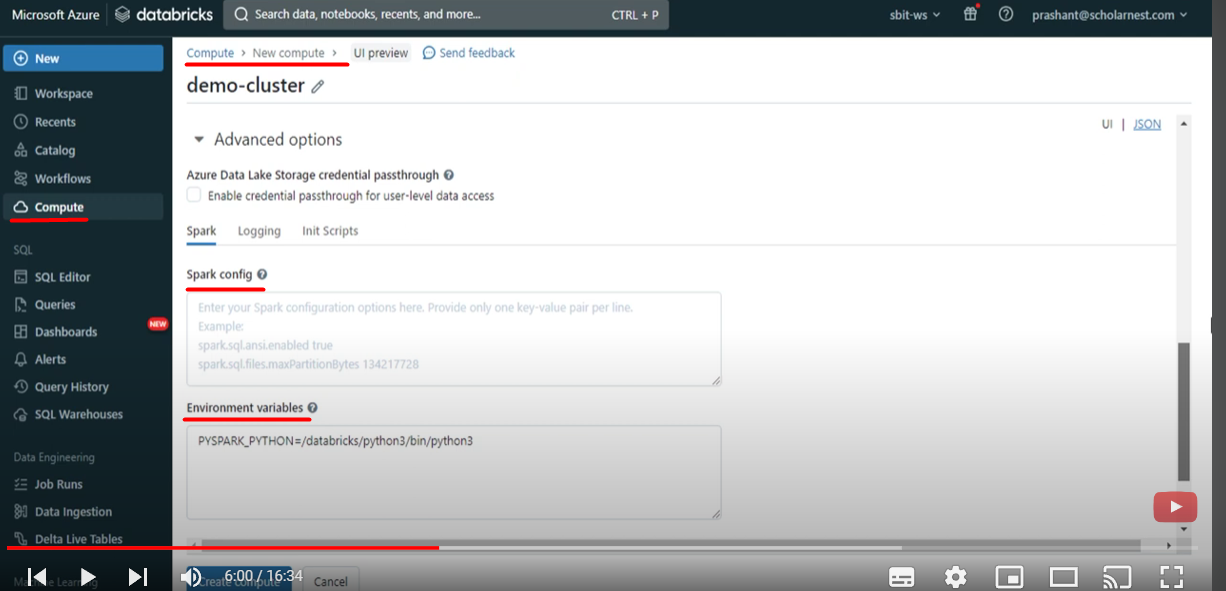 Microsoft Azure databricks Search data, notebooks, recents, and more... CTRL + P sbit-ws prashant@scholarnest.com
New
Workspace
Recents
Catalog
Workflows
Compute
SQL
SQL Editor
Queries
Dashboards NEW
Alerts
Query History
SQL Warehouses
Data Engineering
Job Runs
Data Ingestion
Delta Live Tables
Machine Learning
Compute > New compute > UI preview Send feedback
demo-cluster
UI | JSON
Advanced options
Azure Data Lake Storage credential passthrough ?
Enable credential passthrough for user-level data access
Spark Logging Init Scripts
Spark config ?
Enter your Spark configuration options here. Provide only one key-value pair per line.
Example:
spark.sql.ansi.enabled true
spark.sql.files.maxPartitionBytes 134217728
Environment variables ?
PYSPARK_PYTHON=/databricks/python3/bin/python3
Create compute Cancel
6:00 / 16:34